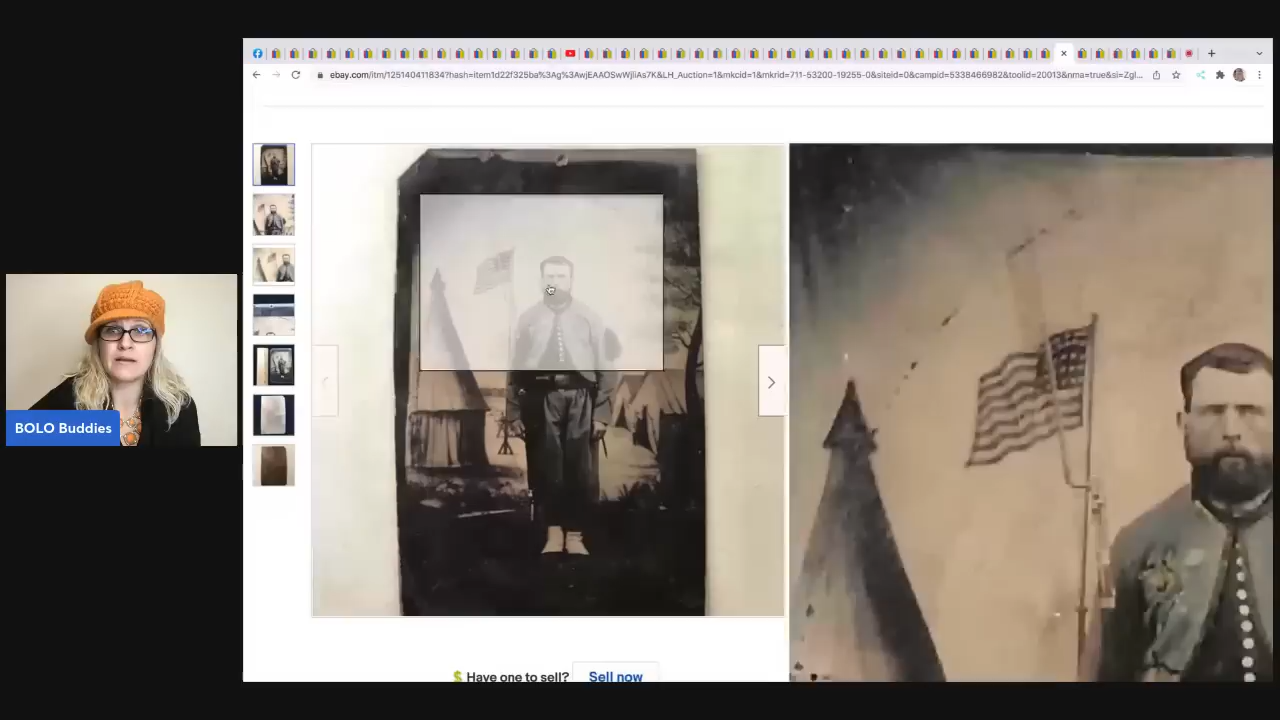 ebay.com/itm/125140411834?hash=item1d22f325ba%3Ag%3AwjEAAOSwWjliAs7K&LH_Auction=1&mkcid=1&mkrid=711-53200-19255-0&siteid=0&campid=5338466982&toolid=20013&nma=true&si=Zgl...
BOLO Buddies
Have one to sell?
Sell now